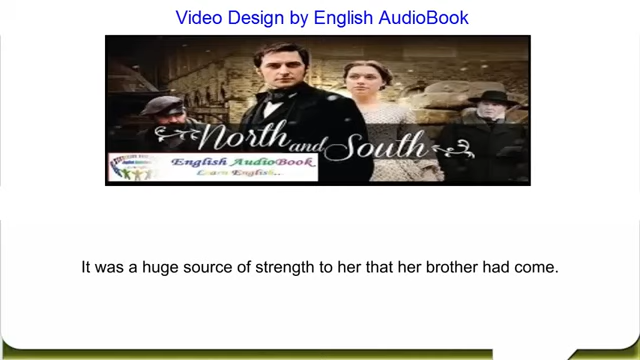 Video Design by English AudioBook
North and South
English AudioBook
Learn English...
It was a huge source of strength to her that her brother had come.